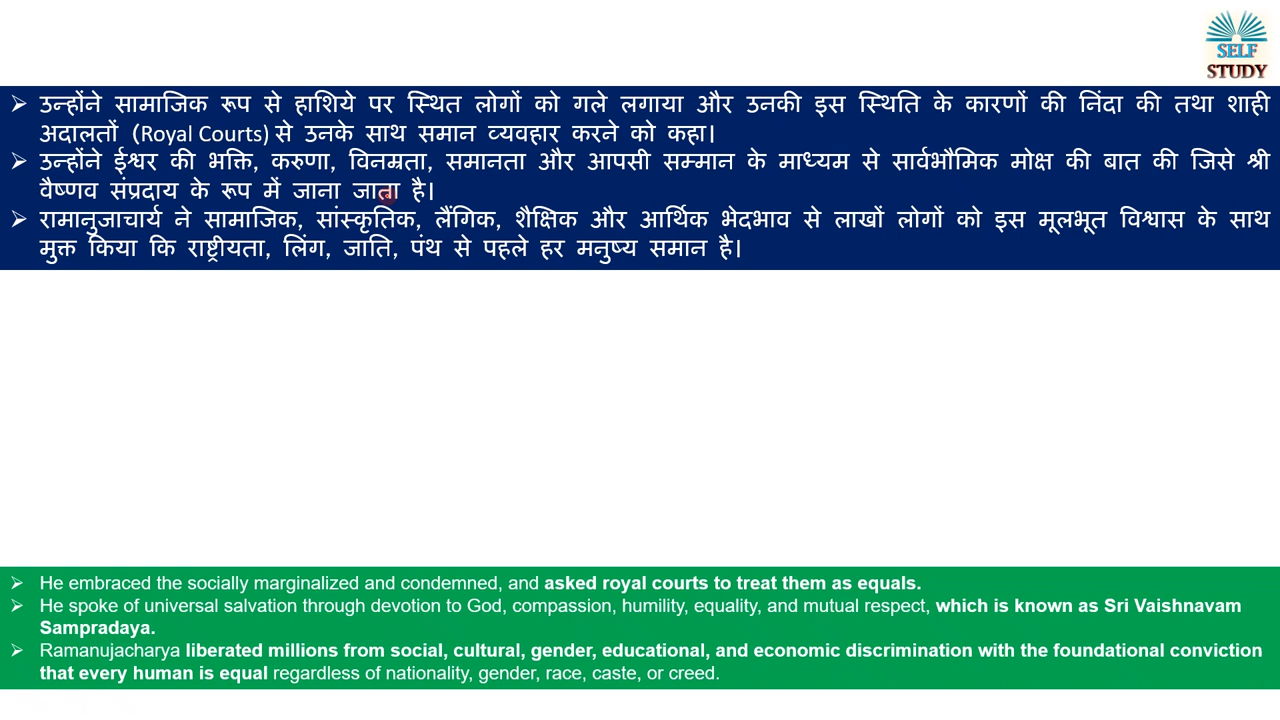 SELF
STUDY
➢ उन्होंने सामाजिक रूप से हाशिये पर स्थित लोगों को गले लगाया और उनकी इस स्थिति के कारणों की निंदा की तथा शाही
अदालतों (Royal Courts) से उनके साथ समान व्यवहार करने को कहा।
➢ उन्होंने ईश्वर की भक्ति, करुणा, विनम्रता, समानता और आपसी सम्मान के माध्यम से सार्वभौमिक मोक्ष की बात की जिसे श्री
वैष्णव संप्रदाय के रूप में जाना जाता है।
➢ रामानुजाचार्य ने सामाजिक, सांस्कृतिक, लैंगिक, शैक्षिक और आर्थिक भेदभाव से लाखों लोगों को इस मूलभूत विश्वास के साथ
मुक्त किया कि राष्ट्रीयता, लिंग, जाति, पंथ से पहले हर मनुष्य समान है।
➢ He embraced the socially marginalized and condemned, and asked royal courts to treat them as equals.
➢ He spoke of universal salvation through devotion to God, compassion, humility, equality, and mutual respect, which is known as Sri Vaishnavam
Sampradaya.
➢ Ramanujacharya liberated millions from social, cultural, gender, educational, and economic discrimination with the foundational conviction
that every human is equal regardless of nationality, gender, race, caste, or creed.